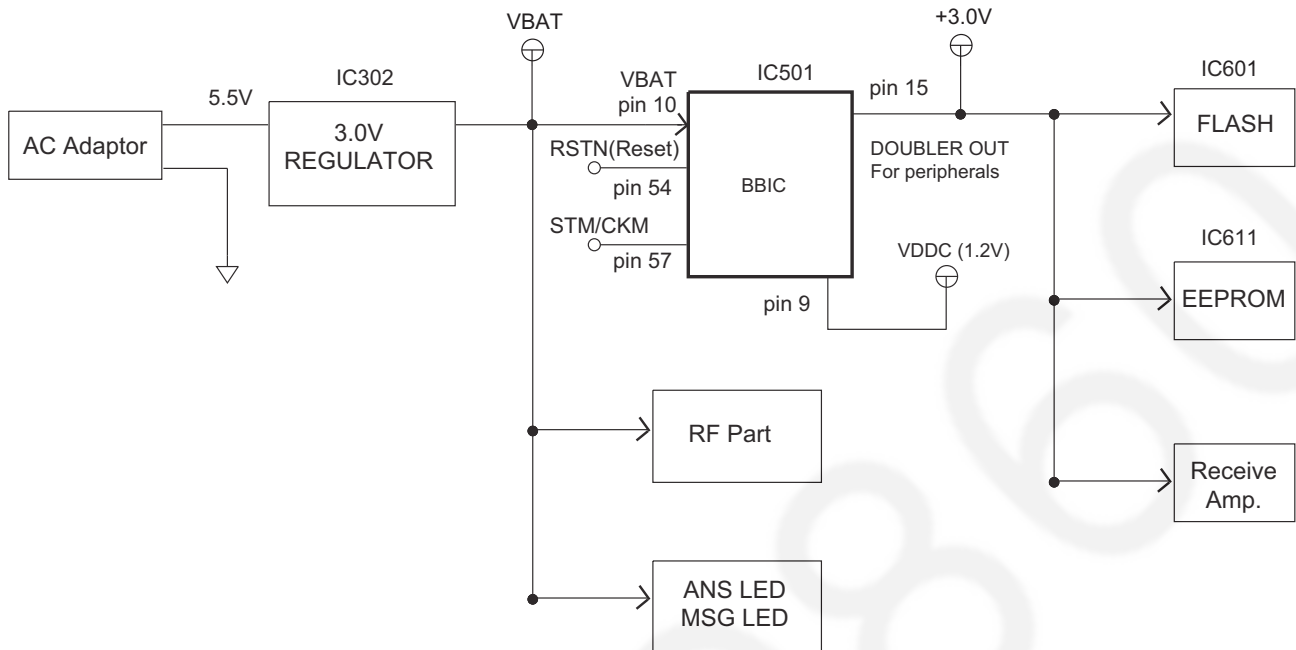 VBAT
+3.0V
IC302
IC501
IC601
5.5V
VBAT
pin 10
pin 15
AC Adaptor
3.0V
REGULATOR
FLASH
RSTN(Reset)
pin 54
DOUBLER OUT
For peripherals
BBIC
STM/CKM
pin 57
VDDC (1.2V)
IC611
pin 9
EEPROM
RF Part
Receive
Amp.
ANS LED
MSG LED